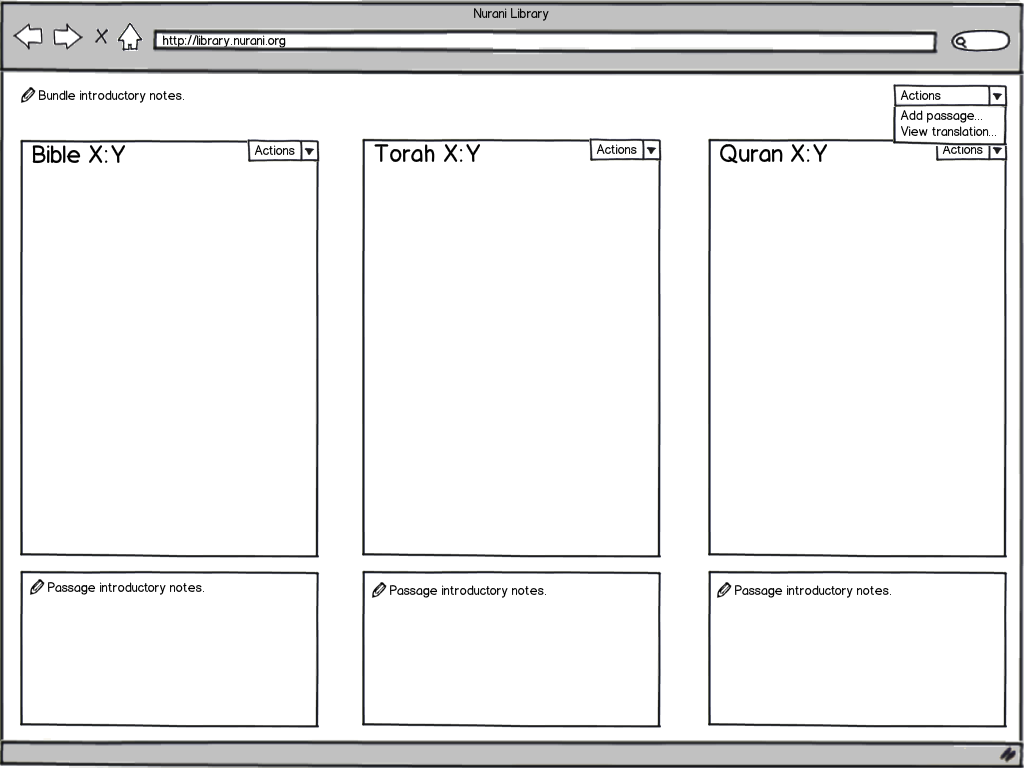 Nurani Library
http://library.nurani.org
Bundle introductory notes.
Actions
Add passage...
View translation...
Bible X:Y
Actions
Torah X:Y
Actions
Quran X:Y
Actions
Passage introductory notes.
Passage introductory notes.
Passage introductory notes.